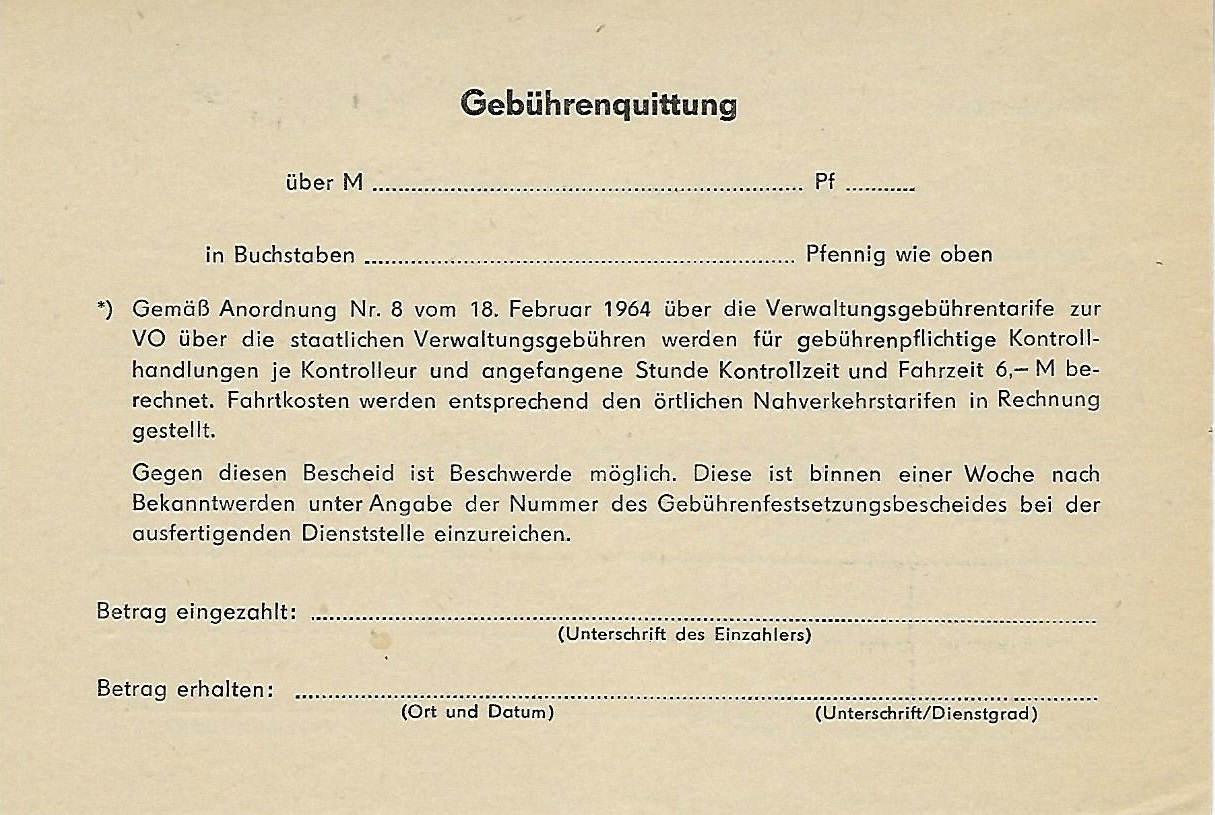 Gebührenquittung
über M ................................................................ Pf ...........
in Buchstaben ................................................................ Pfennig wie oben
*) Gemäß Anordnung Nr. 8 vom 18. Februar 1964 über die Verwaltungsgebührentarife zur
VO über die staatlichen Verwaltungsgebühren werden für gebührenpflichtige Kontroll-
handlungen je Kontrolleur und angefangene Stunde Kontrollzeit und Fahrzeit 6,— M be-
rechnet. Fahrtkosten werden entsprechend den örtlichen Nahverkehrstarifen in Rechnung
gestellt.
Gegen diesen Bescheid ist Beschwerde möglich. Diese ist binnen einer Woche nach
Bekanntwerden unter Angabe der Nummer des Gebührenfestsetzungsbescheides bei der
ausfertigenden Dienststelle einzureichen.
Betrag eingezahlt: ................................................................
(Unterschrift des Einzahlers)
Betrag erhalten: ................................................................
(Ort und Datum) (Unterschrift/Dienstgrad)